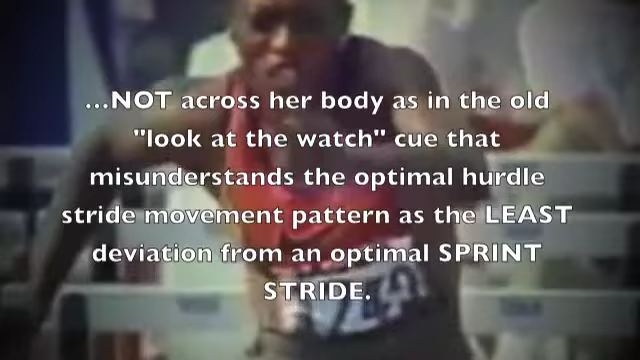 ...NOT across her body as in the old
"look at the watch" cue that
misunderstands the optimal hurdle
stride movement pattern as the LEAST
deviation from an optimal SPRINT
STRIDE.